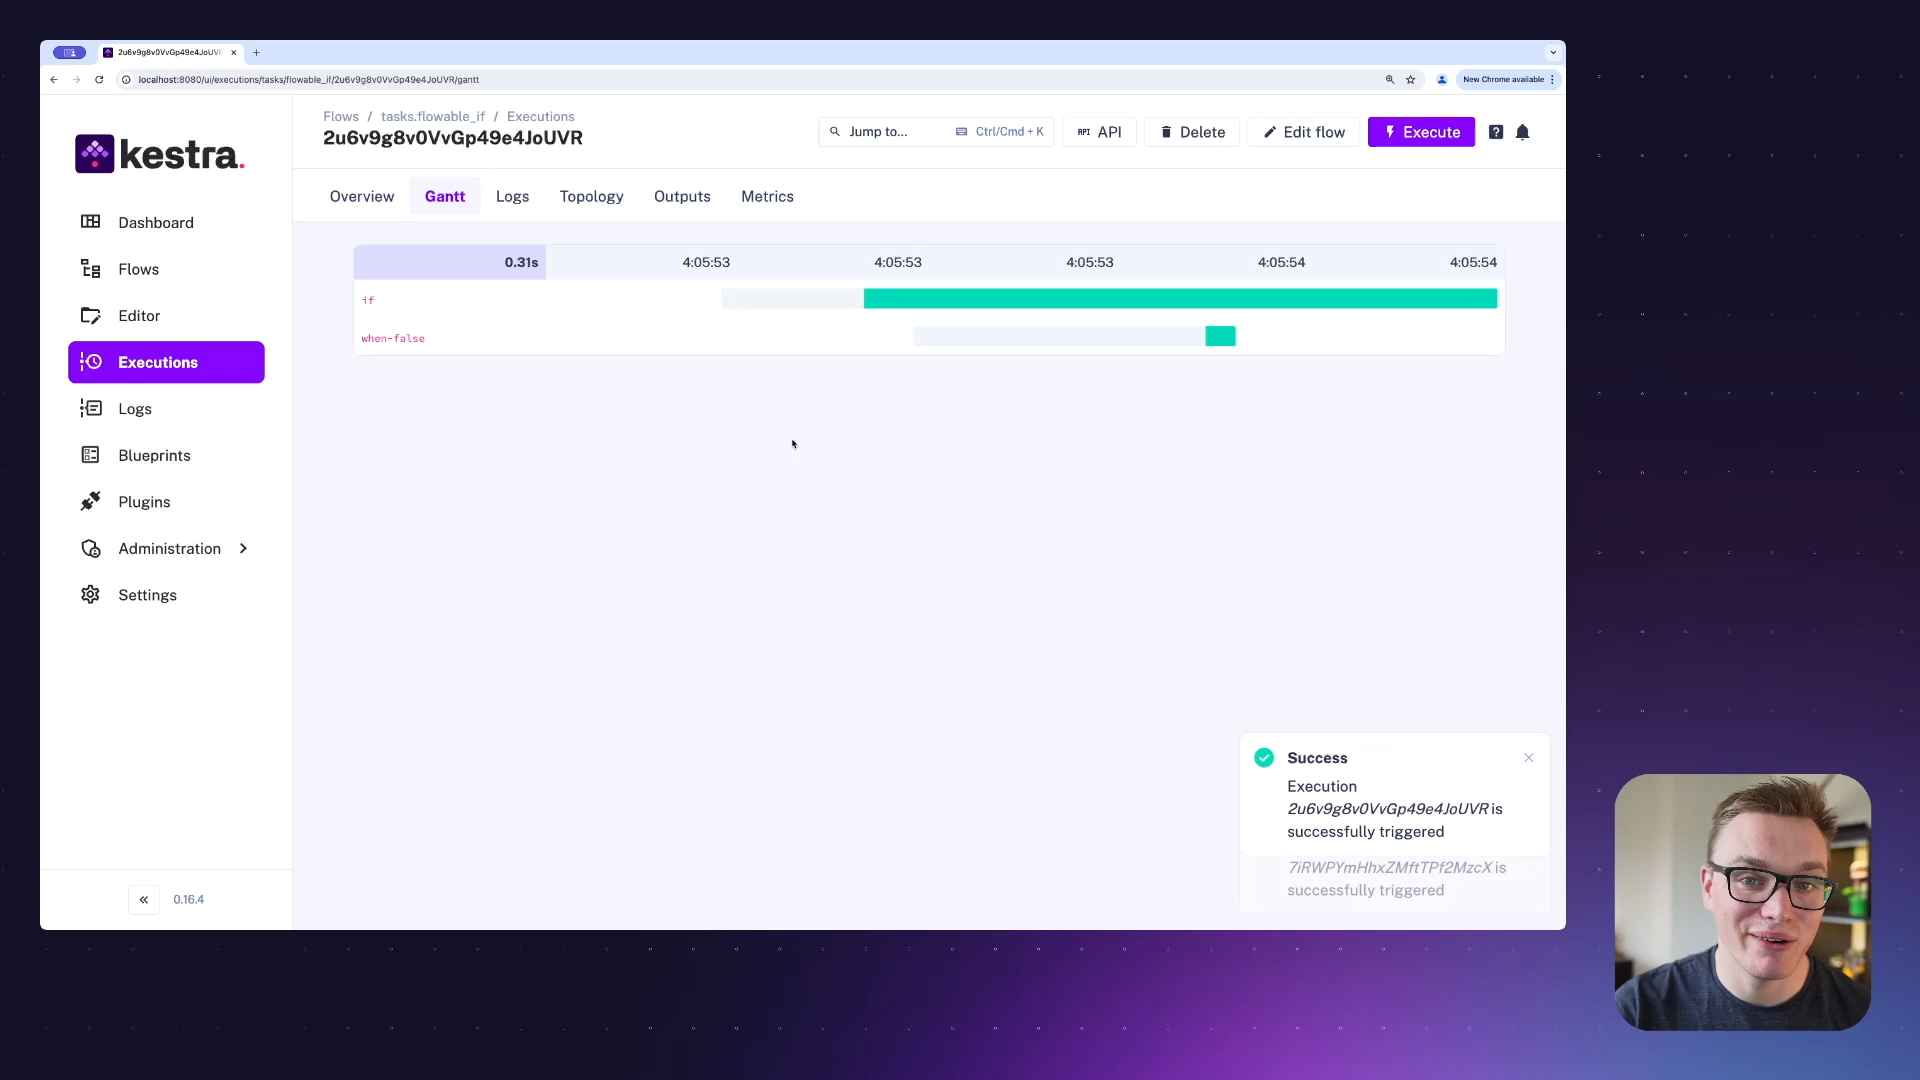 2u6v9g8v0VvGp49e4JoUVR
localhost:8080/ui/executions/tasks/flowable_if/2u6v9g8v0VvGp49e4JoUVR/gantt
New Chrome available
kestra.
Flows / tasks.flowable_if / Executions
2u6v9g8v0VvGp49e4JoUVR
Jump to... Ctrl/Cmd + K
API API
Delete
Edit flow
Execute
Overview Gantt Logs Topology Outputs Metrics
Dashboard
Flows
Editor
Executions
Logs
Blueprints
Plugins
Administration
Settings
0.31s 4:05:53 4:05:53 4:05:53 4:05:54 4:05:54
if
when-false
Success
Execution
2u6v9g8v0VvGp49e4JoUVR is
successfully triggered
7iRWPYmHhxZMftTPf2MzcX is
successfully triggered
« 0.16.4